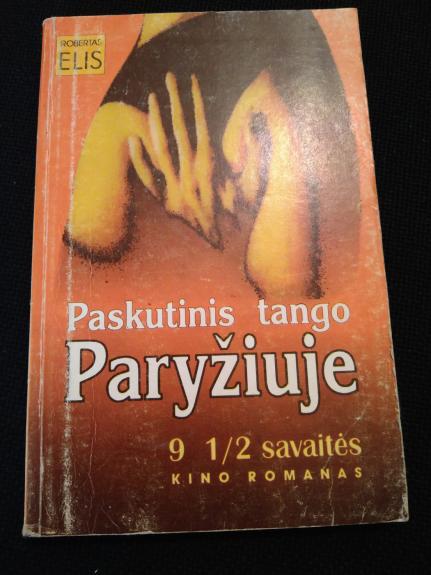 ROBERTAS
ELIS
Paskutinis tango
Paryžiuje
9 1/2 savaitės
KINO ROMANAS